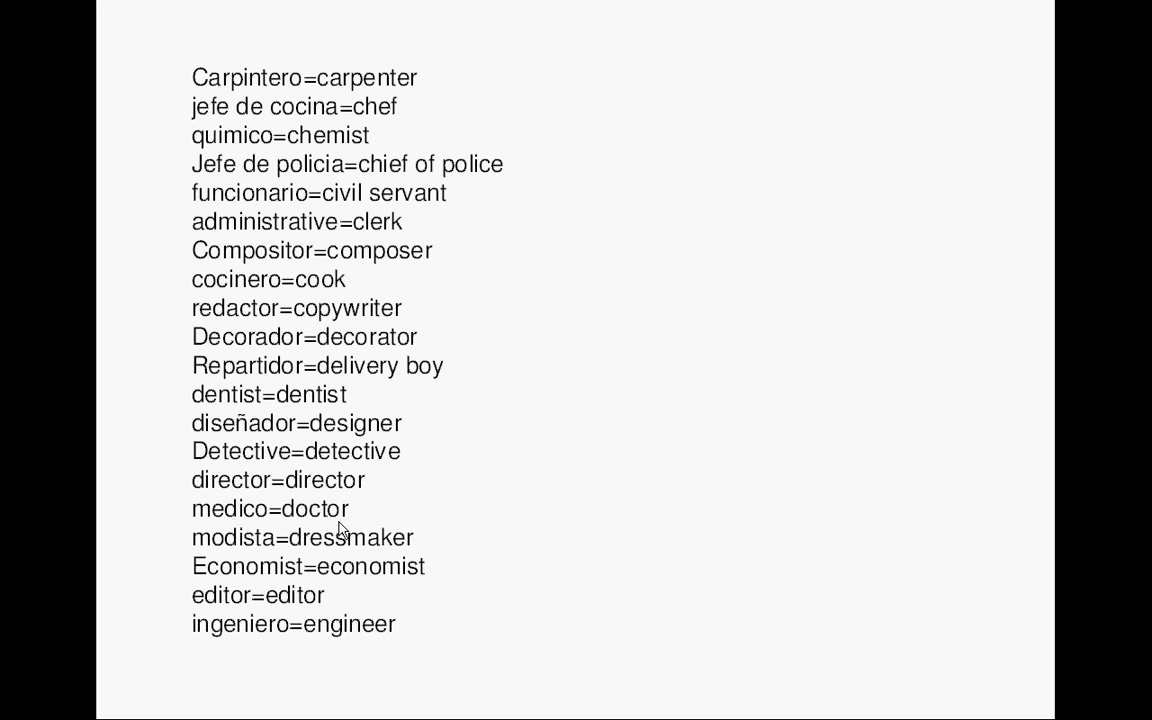 Carpintero=carpenter
jefe de cocina=chef
quimico=chemist
Jefe de policia=chief of police
funcionario=civil servant
administrative=clerk
Compositor=composer
cocinero=cook
redactor=copywriter
Decorador=decorator
Repartidor=delivery boy
dentist=dentist
diseñador=designer
Detective=detective
director=director
medico=doctor
modista=dressmaker
Economist=economist
editor=editor
ingeniero=engineer